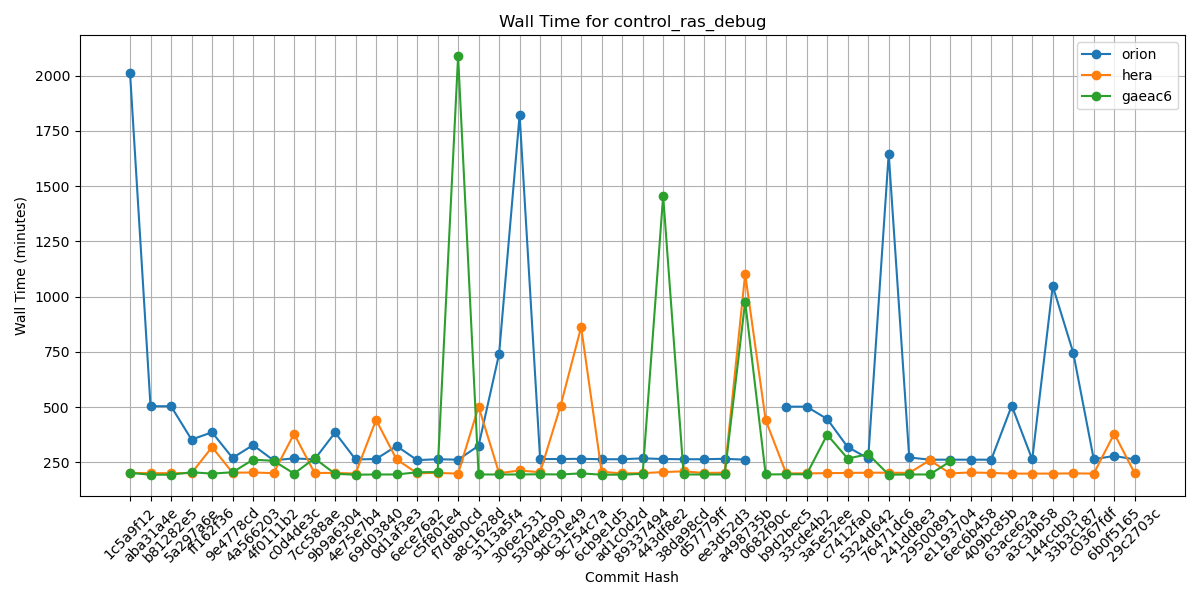 Wall Time for control_ras_debug
orion
hera
gaeac6
Wall Time (minutes)
2000
1750
1500
1250
1000
750
500
250
1c5a9f12
aba31a4e
b81282e5
5a297a6e
ff162f36
9e4778cd
4a566203
4f0111b2
c0d4de3c
7cc588ae
9b9a6304
4e75e7b4
69d03840
0d1af3e3
6ece76a2
c5f801e4
f7d8b0cd
a8c1628d
3113a5f4
306e2531
5304e090
9dc31e49
9c754c7a
6cb9e1d5
ad1c0d2d
89337494
443df8e2
38da98cd
d57779ff
ee3d52d3
a498735b
0682f90c
b9d2bec5
33cde4b2
3a5e52ee
c7412fa0
5324d642
76471dc6
241dd8e3
29500891
e1193704
6ec6b458
409bc85b
63ace62a
a3c3bb58
144ccb03
33b3c187
c0367fdf
6b0f5165
29c2703c
Commit Hash